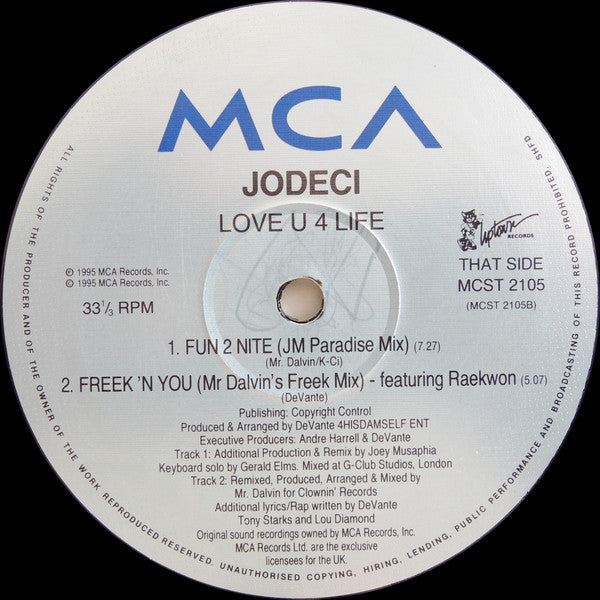 MCA
JODECI
LOVE U 4 LIFE
Uptown
RECORDS
℗ 1995 MCA Records, Inc.
© 1995 MCA Records, Inc.
33⅓ RPM
THAT SIDE
MCST 2105
(MCST 2105B)
1. FUN 2 NITE (JM Paradise Mix) (7.27)
(Mr. Dalvin/K-Ci)
2. FREEK 'N YOU (Mr Dalvin's Freek Mix) - featuring Raekwon (5.07)
(DeVante)
Publishing: Copyright Control
Produced & Arranged by DeVante 4HISDAMSELF ENT
Executive Producers: Andre Harrell & DeVante
Track 1: Additional Production & Remix by Joey Musaphia
Keyboard solo by Gerald Elms. Mixed at G-Club Studios, London
Track 2: Remixed, Produced, Arranged & Mixed by
Mr. Dalvin for Clownin' Records
Additional lyrics/Rap written by DeVante
Tony Starks and Lou Diamond
Original sound recordings owned by MCA Records, Inc.
MCA Records Ltd. are the exclusive
licensees for the UK.
ALL RIGHTS OF THE PRODUCER AND OF THE OWNER OF THE WORK REPRODUCED RESERVED. UNAUTHORISED COPYING, HIRING, LENDING, PUBLIC PERFORMANCE AND BROADCASTING OF THIS RECORD PROHIBITED. SHFD